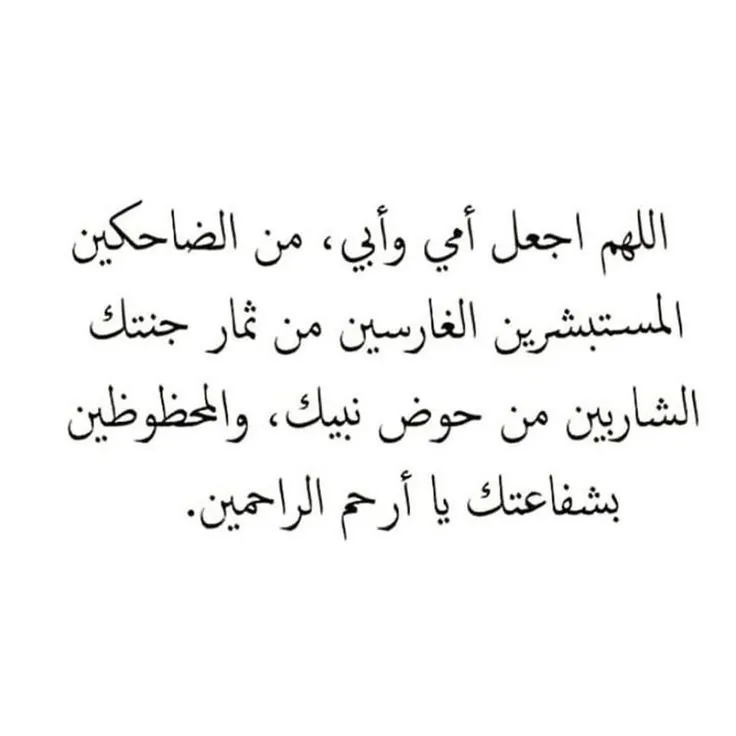 اللهم اجعل أمي وأبي، من الضاحكين
المستبشرين الغارسين من ثمار جنتك
الشاربين من حوض نبيك، والمحظوظين
بشفاعتك يا أرحم الراحمين.